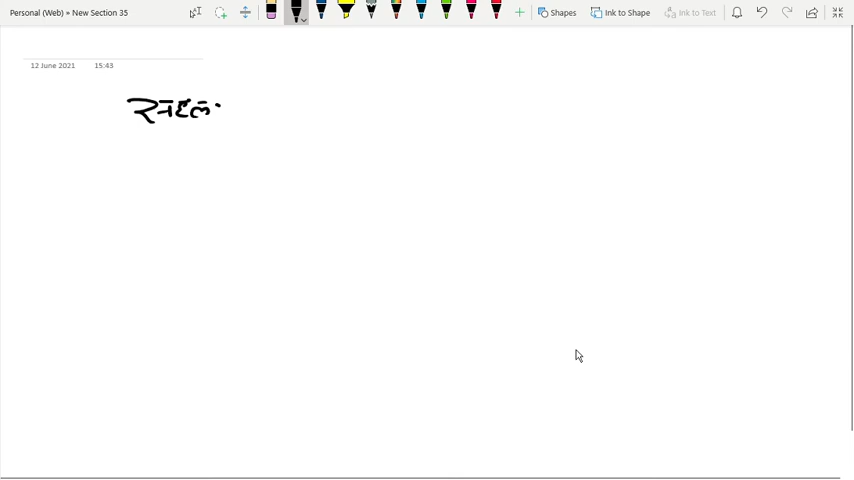 Personal (Web) » New Section 35
Shapes Ink to Shape Ink to Text
12 June 2021 15:43